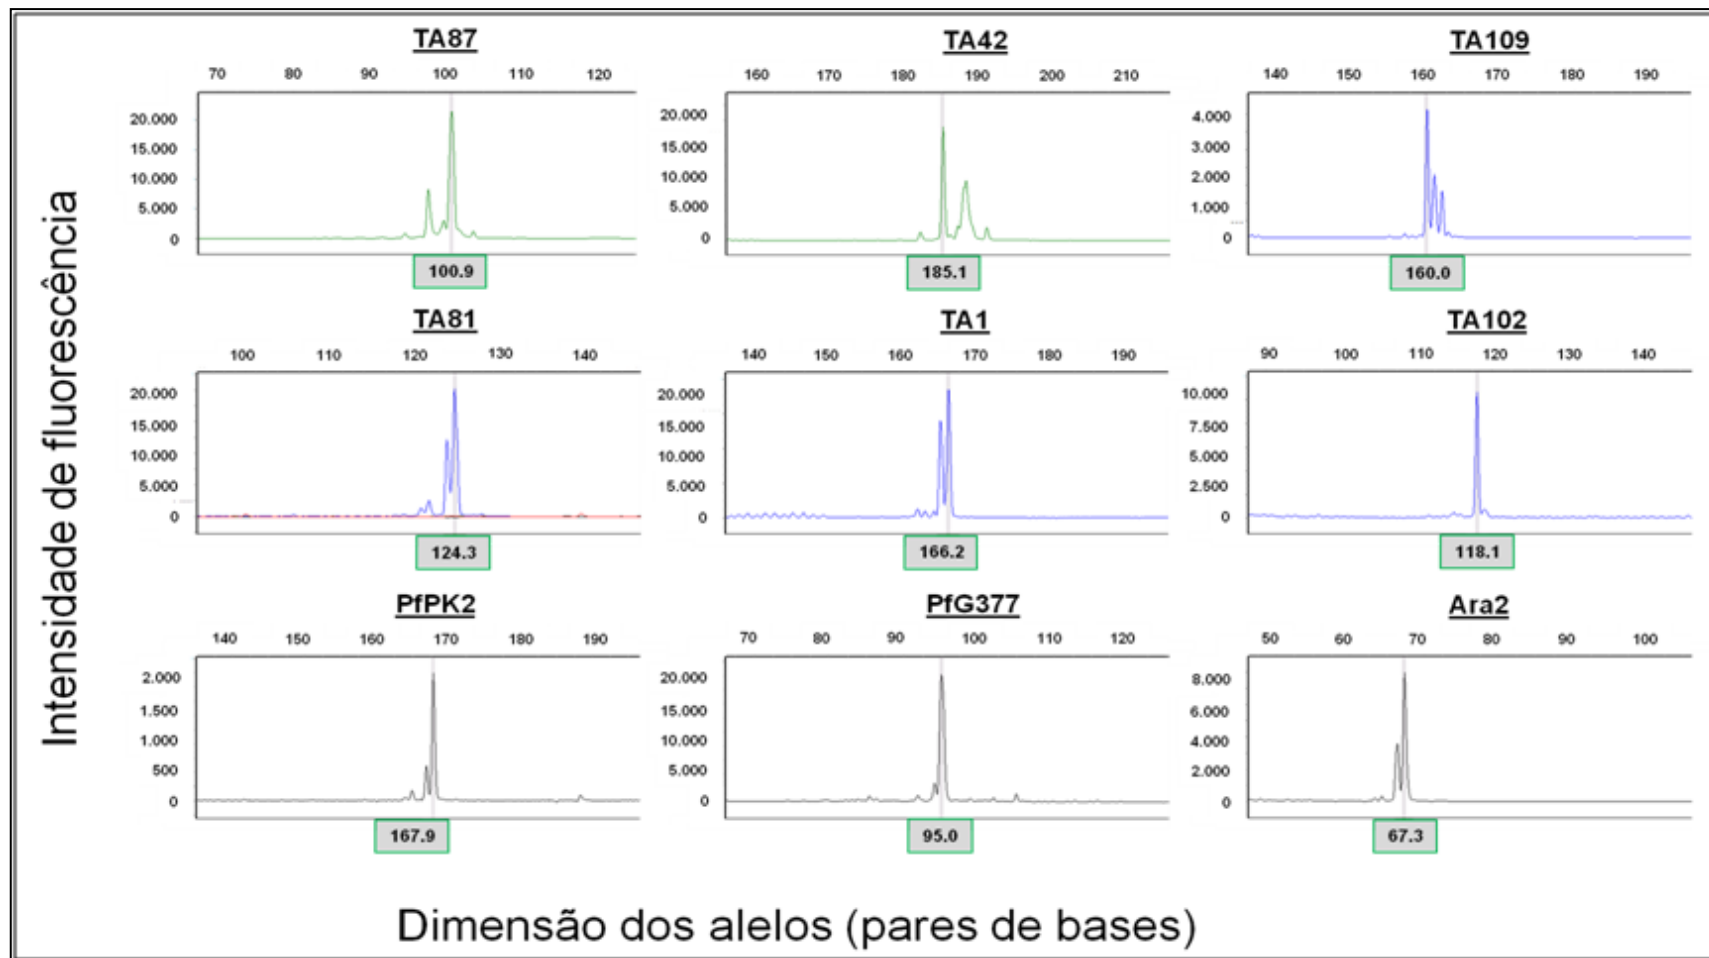 Intensidade de fluorescência
TA87
70 80 90 100 110 120
20.000
15.000
10.000
5.000
0
100.9
TA42
160 170 180 190 200 210
20.000
15.000
10.000
5.000
0
185.1
TA109
140 150 160 170 180 190
4.000
3.000
2.000
1.000
0
160.0
TA81
100 110 120 130 140
20.000
15.000
10.000
5.000
0
124.3
TA1
140 150 160 170 180 190
20.000
15.000
10.000
5.000
0
166.2
TA102
90 100 110 120 130 140
10.000
7.500
5.000
2.500
0
118.1
PfPK2
140 150 160 170 180 190
2.000
1.500
1.000
500
0
167.9
PfG377
70 80 90 100 110 120
20.000
15.000
10.000
5.000
0
95.0
Ara2
50 60 70 80 90 100
8.000
6.000
4.000
2.000
0
67.3
Dimensão dos alelos (pares de bases)